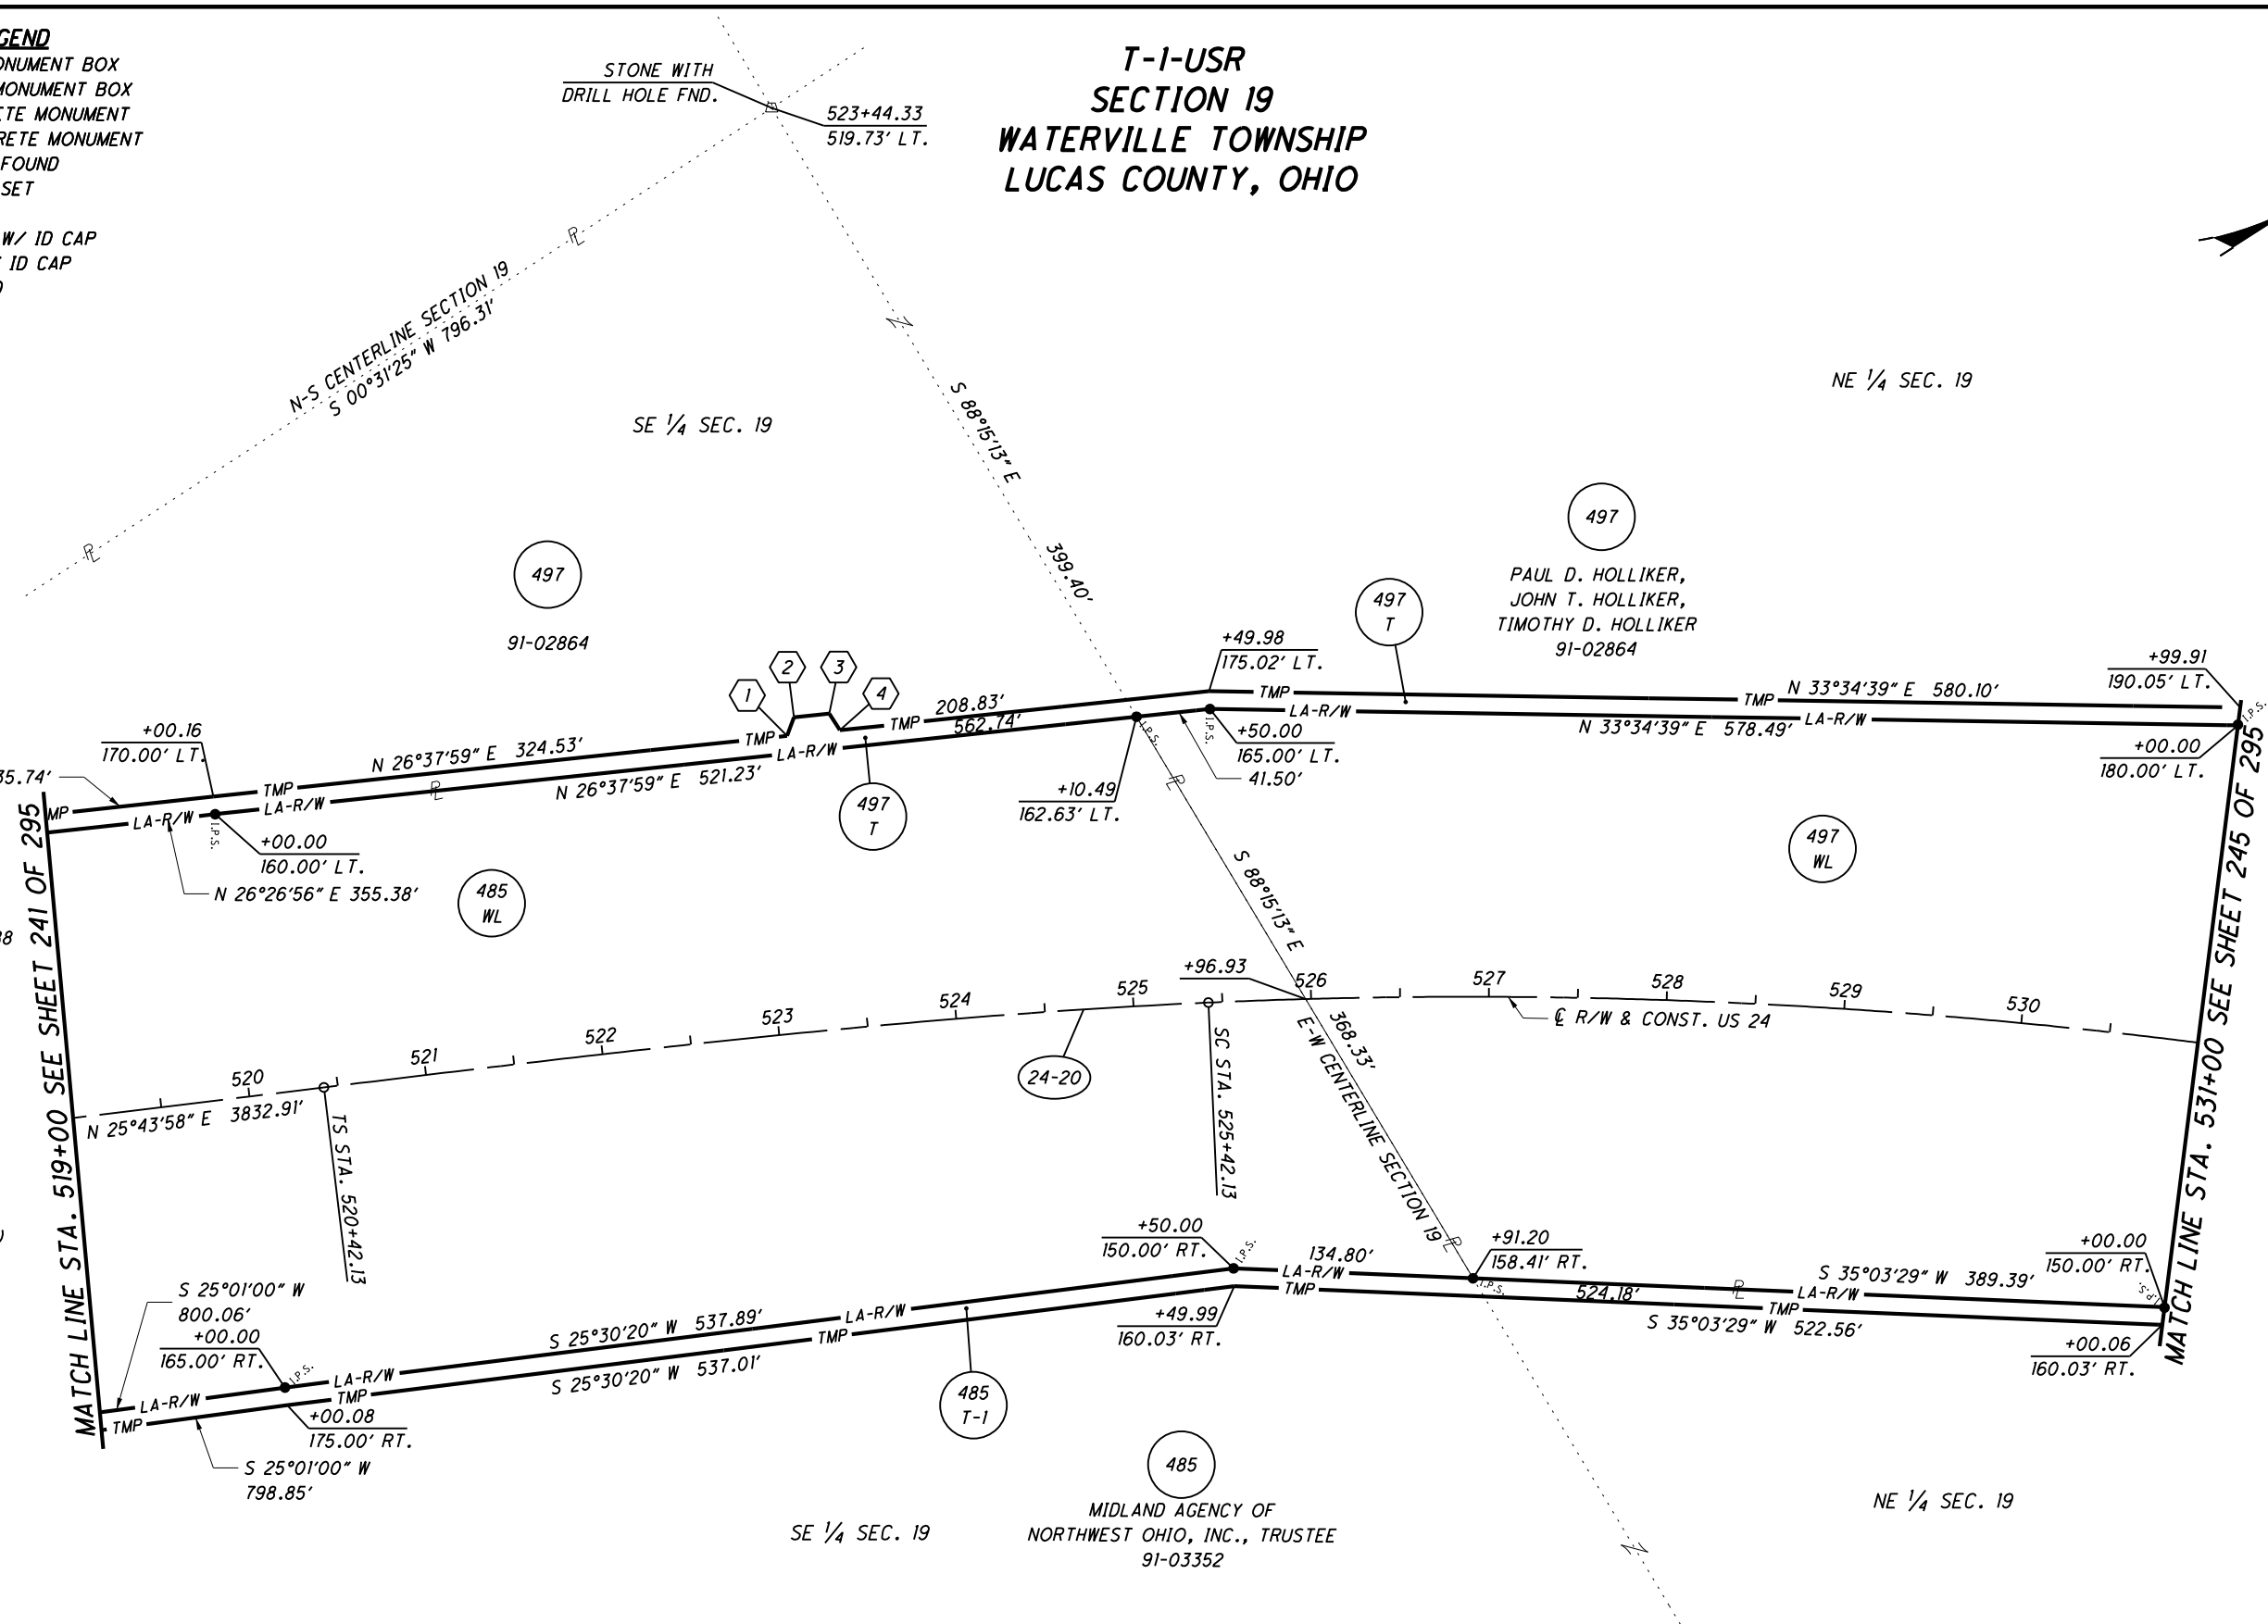 GEND
ONUMENT BOX
MONUMENT BOX
ETE MONUMENT
RETE MONUMENT
FOUND
SET
W/ ID CAP
ID CAP
STONE WITH
DRILL HOLE FND.
523+44.33
519.73' LT.
T-1-USR
SECTION 19
WATERVILLE TOWNSHIP
LUCAS COUNTY, OHIO
N-S CENTERLINE SECTION 19
S 00°31'25" W 796.31'
SE 1/4 SEC. 19
S 88°15'13" E
399.40'
NE 1/4 SEC. 19
497
91-02864
497
PAUL D. HOLLIKER,
JOHN T. HOLLIKER,
TIMOTHY D. HOLLIKER
91-02864
497
T
1
2
3
4
+49.98
175.02' LT.
+99.91
190.05' LT.
+00.16
170.00' LT.
35.74'
MP
TMP
N 26°37'59" E 324.53'
TMP
TMP
208.83'
562.74'
TMP
TMP
N 33°34'39" E 580.10'
LA-R/W
LA-R/W
N 26°37'59" E 521.23'
LA-R/W
LA-R/W
N 33°34'39" E 578.49'
LA-R/W
I.P.S.
I.P.S.
I.P.S.
I.P.S.
+00.00
160.00' LT.
N 26°26'56" E 355.38'
497
T
+10.49
162.63' LT.
+50.00
165.00' LT.
41.50'
+00.00
180.00' LT.
485
WL
497
WL
38
S 88°15'13" E
+96.93
MATCH LINE STA. 519+00 SEE SHEET 241 OF 295
520
521
522
523
524
525
526
527
528
529
530
N 25°43'58" E 3832.91'
TS STA. 520+42.13
24-20
SC STA. 525+42.13
368.33'
E-W CENTERLINE SECTION 19
℄ R/W & CONST. US 24
MATCH LINE STA. 531+00 SEE SHEET 245 OF 295
+50.00
150.00' RT.
I.P.S.
134.80'
LA-R/W
TMP
+91.20
158.41' RT.
I.P.S.
524.18'
S 35°03'29" W 389.39'
LA-R/W
TMP
S 35°03'29" W 522.56'
+00.00
150.00' RT.
I.P.S.
+00.06
160.03' RT.
+49.99
160.03' RT.
S 25°01'00" W
800.06'
+00.00
165.00' RT.
I.P.S.
LA-R/W
TMP
LA-R/W
TMP
S 25°30'20" W 537.89'
LA-R/W
S 25°30'20" W 537.01'
TMP
+00.08
175.00' RT.
S 25°01'00" W
798.85'
485
T-1
485
MIDLAND AGENCY OF
NORTHWEST OHIO, INC., TRUSTEE
91-03352
SE 1/4 SEC. 19
NE 1/4 SEC. 19